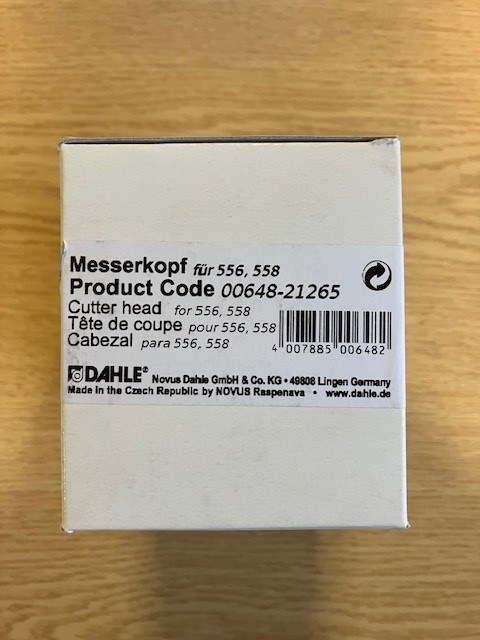 Messerkopf für 556, 558
Product Code 00648-21265
Cutter head for 556, 558
Tête de coupe pour 556, 558
Cabezal para 556, 558
4 007885 006482
DAHLE® Novus Dahle GmbH & Co. KG • 49808 Lingen Germany
Made in the Czech Republic by NOVUS Raspenava • www.dahle.de